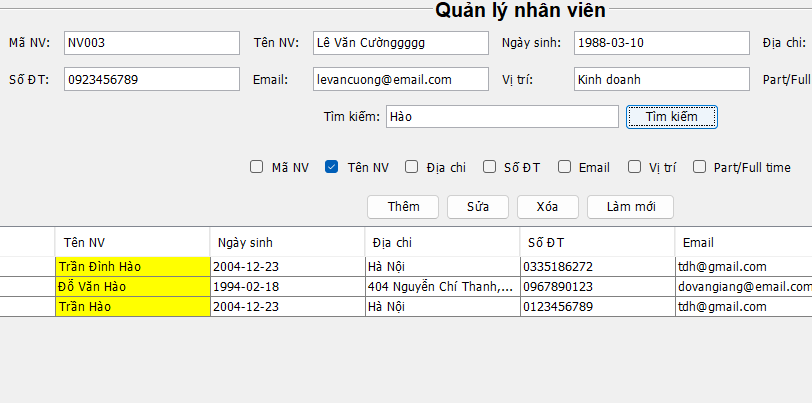 Quản lý nhân viên
Mã NV: NV003 Tên NV: Lê Văn Cườnggggg Ngày sinh: 1988-03-10 Địa chỉ:
Số ĐT: 0923456789 Email: levancuong@email.com Vị trí: Kinh doanh Part/Full
Tìm kiếm: Hào Tìm kiếm
Mã NV Tên NV Địa chỉ Số ĐT Email Vị trí Part/Full time
Thêm Sửa Xóa Làm mới
Tên NV Ngày sinh Địa chỉ Số ĐT Email
Trần Đình Hào 2004-12-23 Hà Nội 0335186272 tdh@gmail.com
Đỗ Văn Hào 1994-02-18 404 Nguyễn Chí Thanh,... 0967890123 dovangiang@email.com
Trần Hào 2004-12-23 Hà Nội 0123456789 tdh@gmail.com